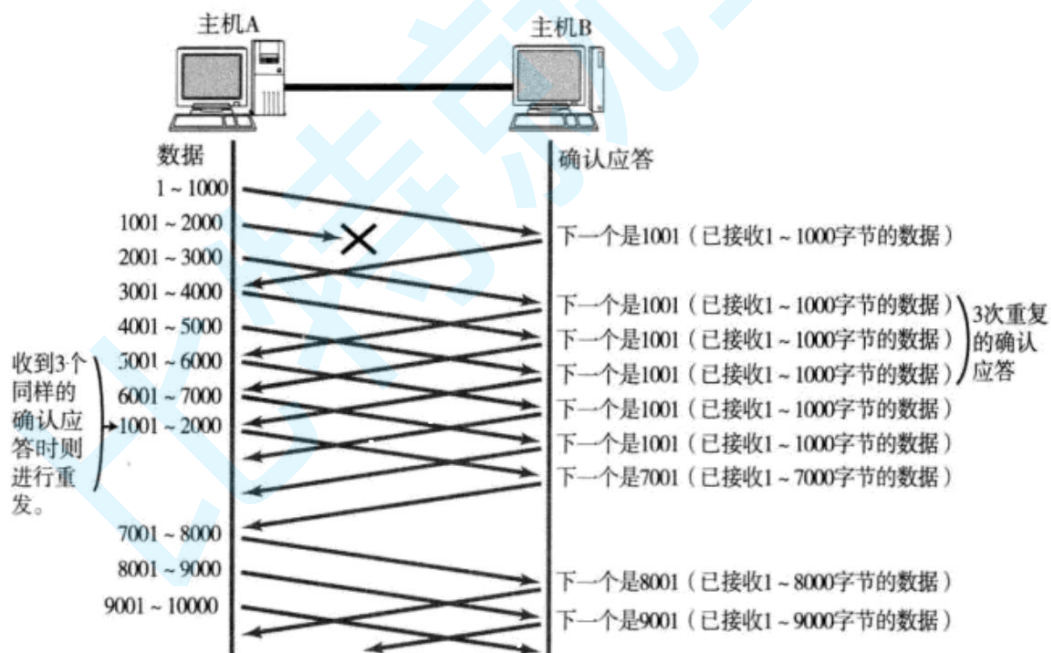 主机A
主机B
数据
确认应答
1~1000
1001~2000
2001~3000
3001~4000
4001~5000
5001~6000
6001~7000
1001~2000
7001~8000
8001~9000
9001~10000
收到3个
同样的
确认应
答时则
进行重
发。
下一个是1001（已接收1~1000字节的数据）
下一个是1001（已接收1~1000字节的数据）
下一个是1001（已接收1~1000字节的数据）
下一个是1001（已接收1~1000字节的数据）
下一个是1001（已接收1~1000字节的数据）
下一个是1001（已接收1~1000字节的数据）
下一个是7001（已接收1~7000字节的数据）
下一个是8001（已接收1~8000字节的数据）
下一个是9001（已接收1~9000字节的数据）
3次重复
的确认
应答